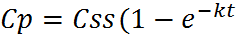 Cp = Css(1 − e^{−kt}